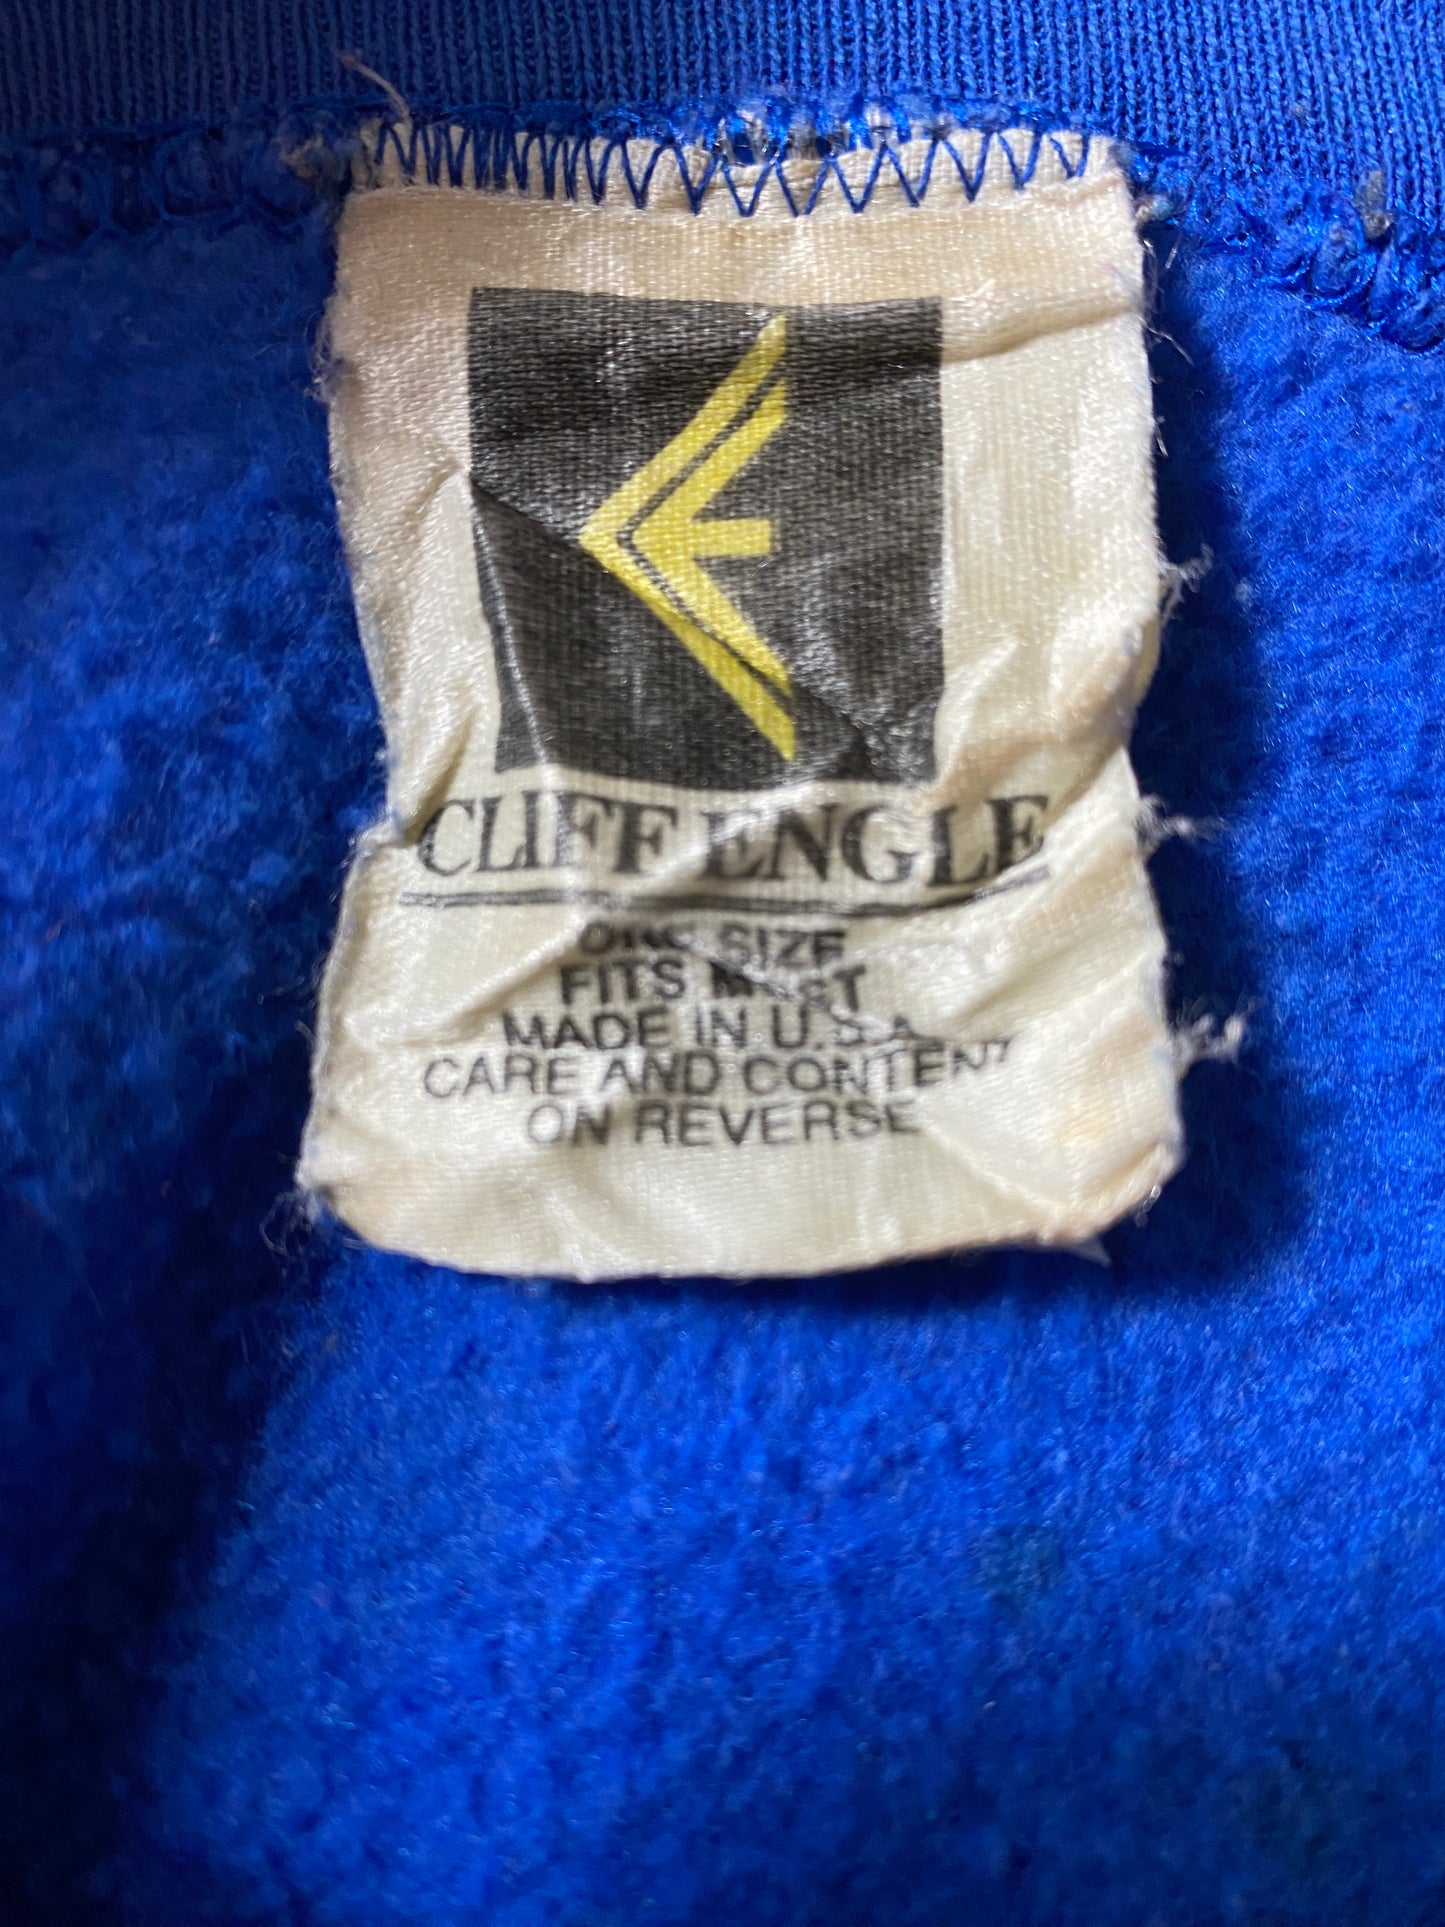 CLIFF ENGLE
ONE SIZE
FITS MOST
MADE IN U.S.A.
CARE AND CONTENT
ON REVERSE